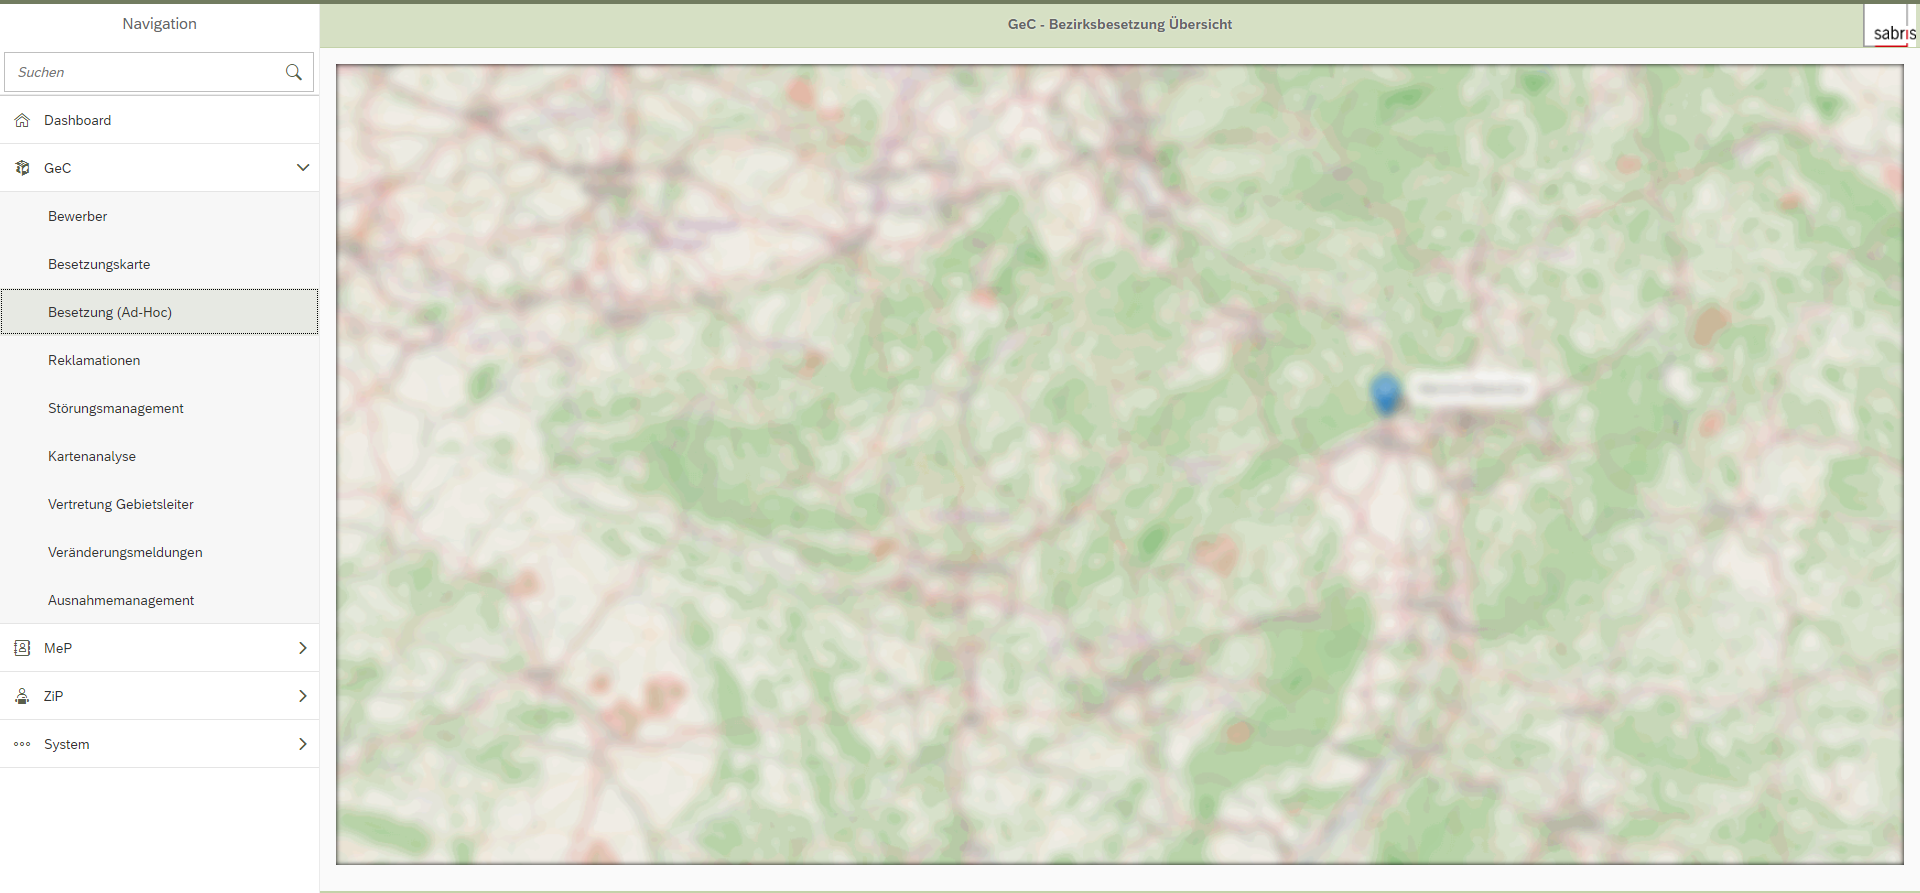 Navigation
GeC - Bezirksbesetzung Übersicht
sabris
Suchen
Dashboard
GeC
Bewerber
Besetzungskarte
Besetzung (Ad-Hoc)
Reklamationen
Störungsmanagement
Kartenanalyse
Vertretung Gebietsleiter
Veränderungsmeldungen
Ausnahmemanagement
MeP
ZiP
System